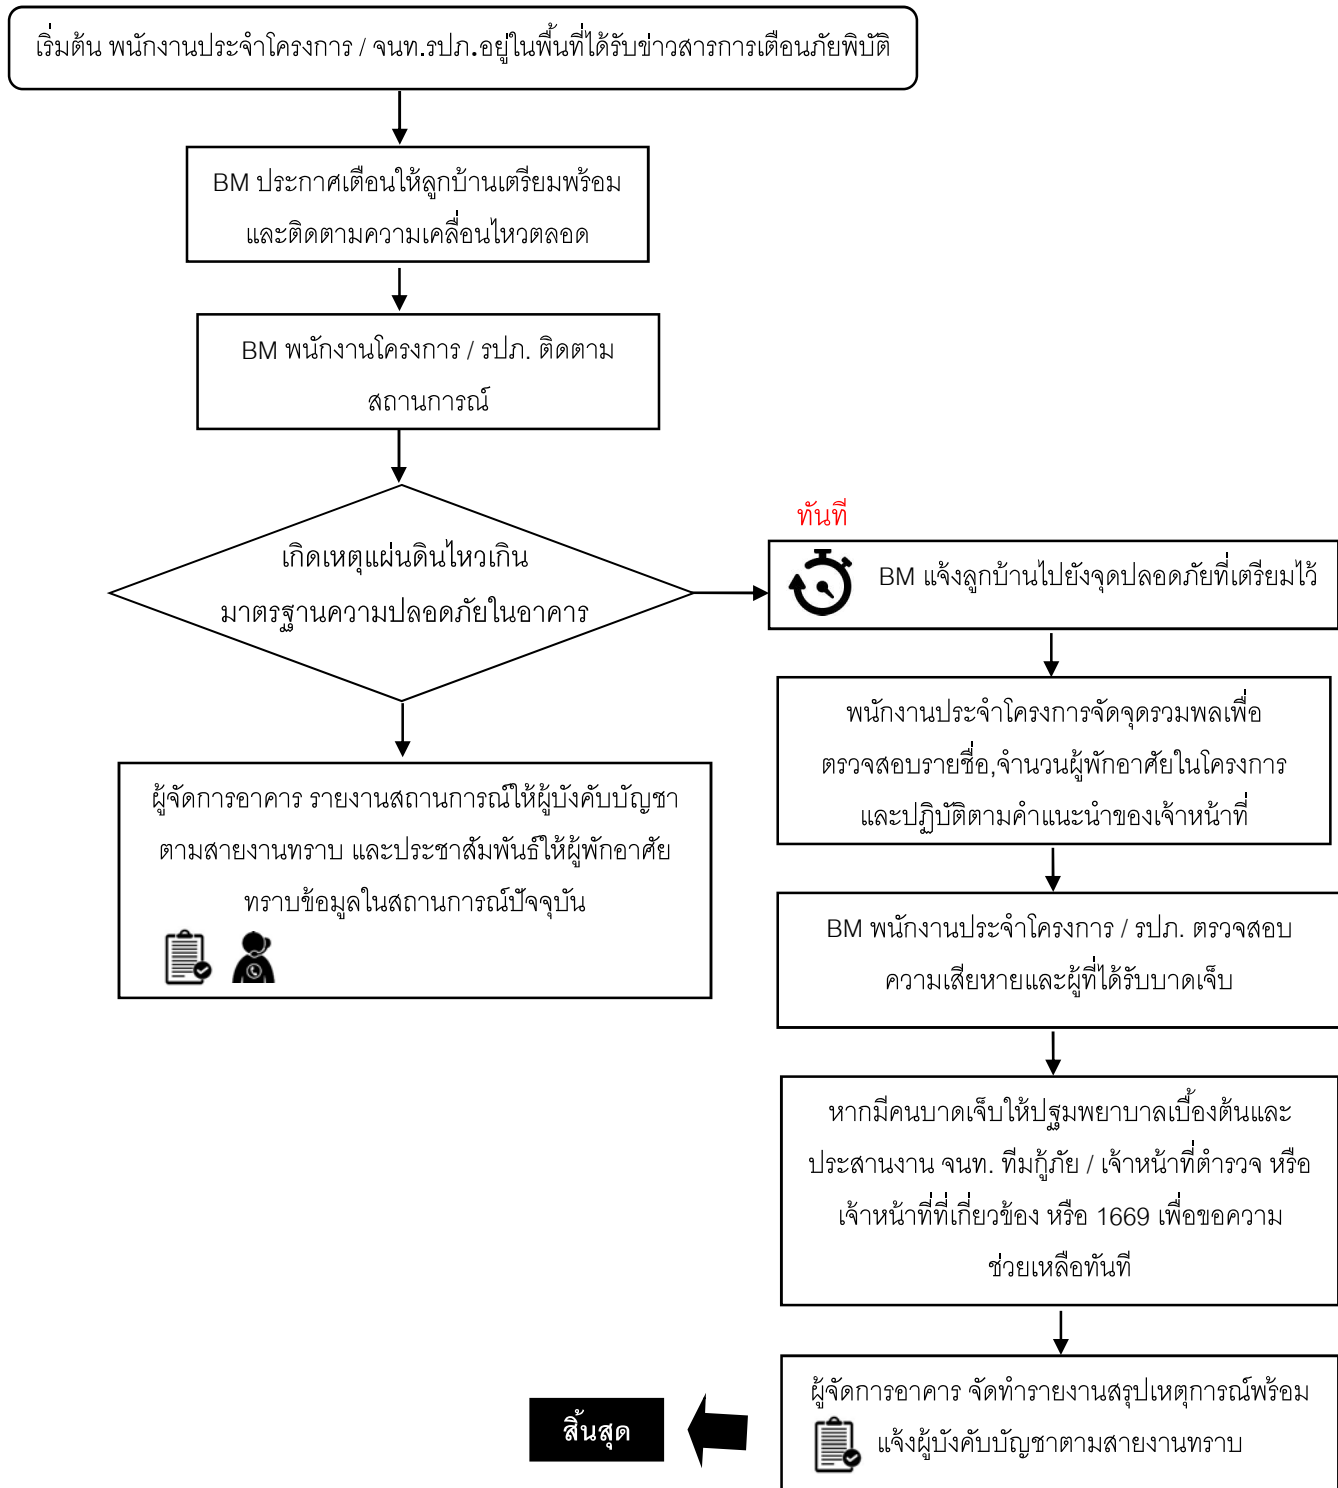 เริ่มต้น พนักงานประจำโครงการ / จนท.รปภ.อยู่ในพื้นที่ได้รับข่าวสารการเตือนภัยพิบัติ
BM ประกาศเตือนให้ลูกบ้านเตรียมพร้อม
และติดตามความเคลื่อนไหวตลอด
BM พนักงานโครงการ / รปภ. ติดตาม
สถานการณ์
เกิดเหตุแผ่นดินไหวเกิน
มาตรฐานความปลอดภัยในอาคาร
ผู้จัดการอาคาร รายงานสถานการณ์ให้ผู้บังคับบัญชา
ตามสายงานทราบ และประชาสัมพันธ์ให้ผู้พักอาศัย
ทราบข้อมูลในสถานการณ์ปัจจุบัน
ทันที
BM แจ้งลูกบ้านไปยังจุดปลอดภัยที่เตรียมไว้
พนักงานประจำโครงการจัดจุดรวมพลเพื่อ
ตรวจสอบรายชื่อ,จำนวนผู้พักอาศัยในโครงการ
และปฏิบัติตามคำแนะนำของเจ้าหน้าที่
BM พนักงานประจำโครงการ / รปภ. ตรวจสอบ
ความเสียหายและผู้ที่ได้รับบาดเจ็บ
หากมีคนบาดเจ็บให้ปฐมพยาบาลเบื้องต้นและ
ประสานงาน จนท. ทีมกู้ภัย / เจ้าหน้าที่ตำรวจ หรือ
เจ้าหน้าที่ที่เกี่ยวข้อง หรือ 1669 เพื่อขอความ
ช่วยเหลือทันที
ผู้จัดการอาคาร จัดทำรายงานสรุปเหตุการณ์พร้อม
แจ้งผู้บังคับบัญชาตามสายงานทราบ
สิ้นสุด